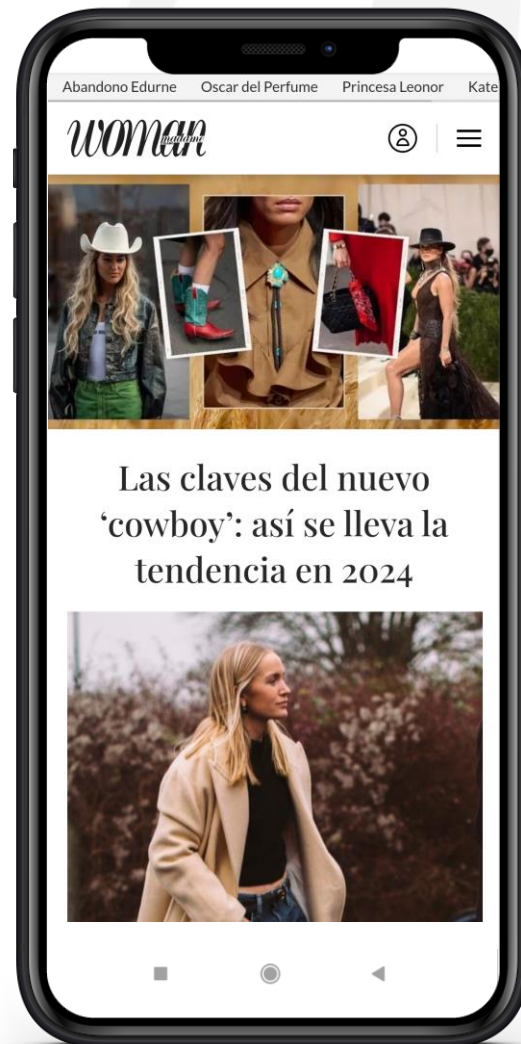 Abandono Edurne Oscar del Perfume Princesa Leonor Kate
WOMAN
madame
Las claves del nuevo
‘cowboy’: así se lleva la
tendencia en 2024